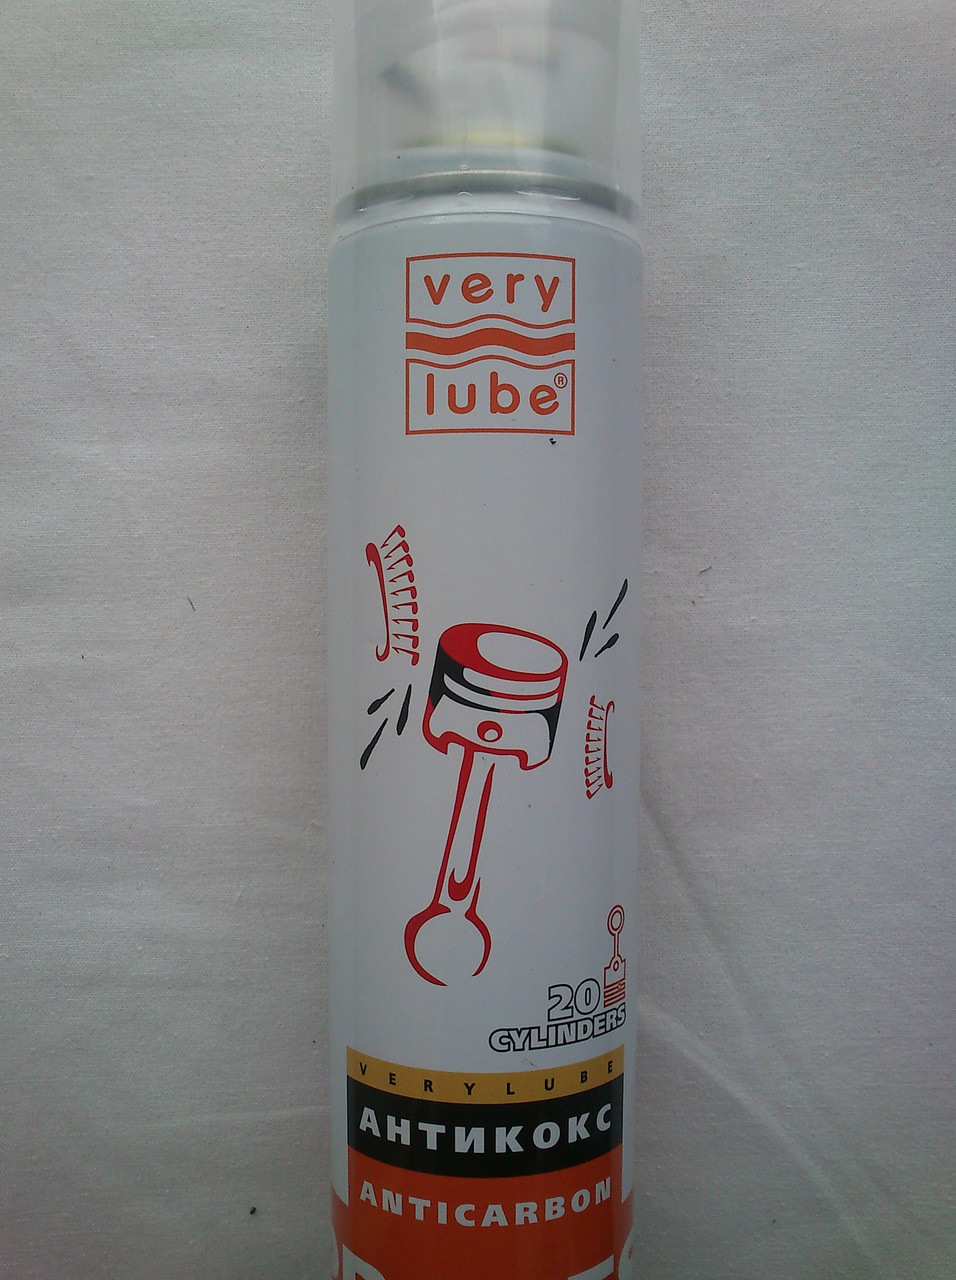 very
lube®
20
CYLINDERS
VERYLUBE
АНТИКОКС
ANTICARBON